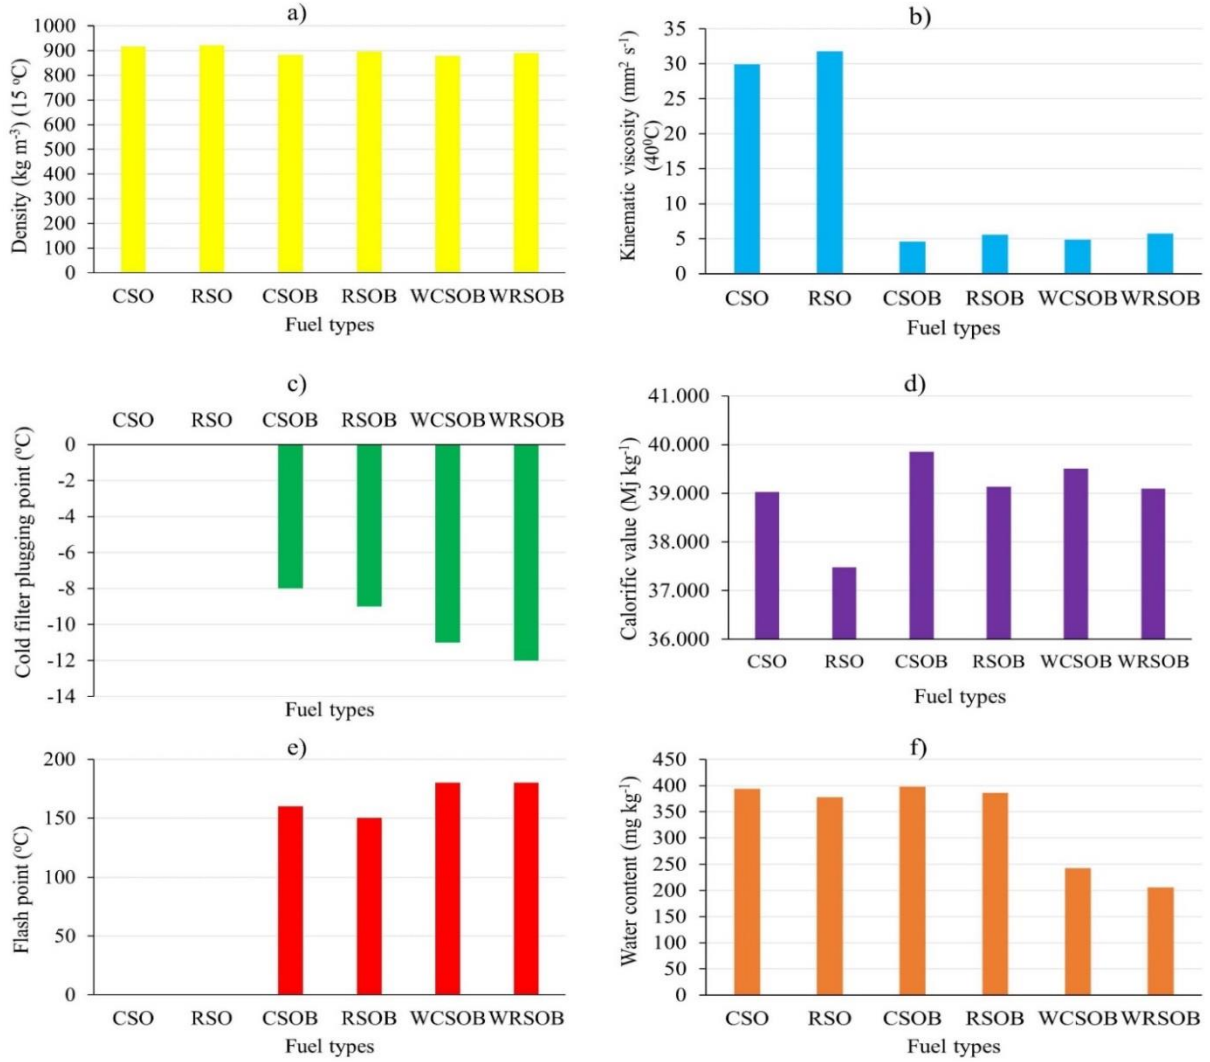 a)
Density (kg m⁻³) (15 ºC)
1000
900
800
700
600
500
400
300
200
100
0
CSO RSO CSOB RSOB WCSOB WRSOB
Fuel types
b)
Kinematic viscosity (mm² s⁻¹)
(40⁰C)
35
30
25
20
15
10
5
0
CSO RSO CSOB RSOB WCSOB WRSOB
Fuel types
c)
CSO RSO CSOB RSOB WCSOB WRSOB
Cold filter plugging point (ºC)
0
-2
-4
-6
-8
-10
-12
-14
Fuel types
d)
Calorific value (Mj kg⁻¹)
41.000
40.000
39.000
38.000
37.000
36.000
CSO RSO CSOB RSOB WCSOB WRSOB
Fuel types
e)
Flash point (ºC)
200
150
100
50
0
CSO RSO CSOB RSOB WCSOB WRSOB
Fuel types
f)
Water content (mg kg⁻¹)
450
400
350
300
250
200
150
100
50
0
CSO RSO CSOB RSOB WCSOB WRSOB
Fuel types